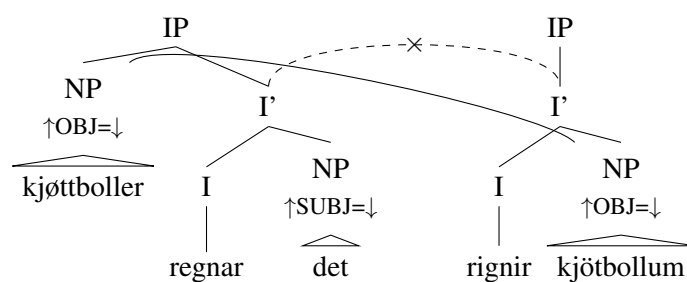 IP IP
NP I’ I’
↑OBJ=↓
kjøttboller I NP I NP
↑SUBJ=↓ ↑OBJ=↓
regnar det rignir kjötbollum